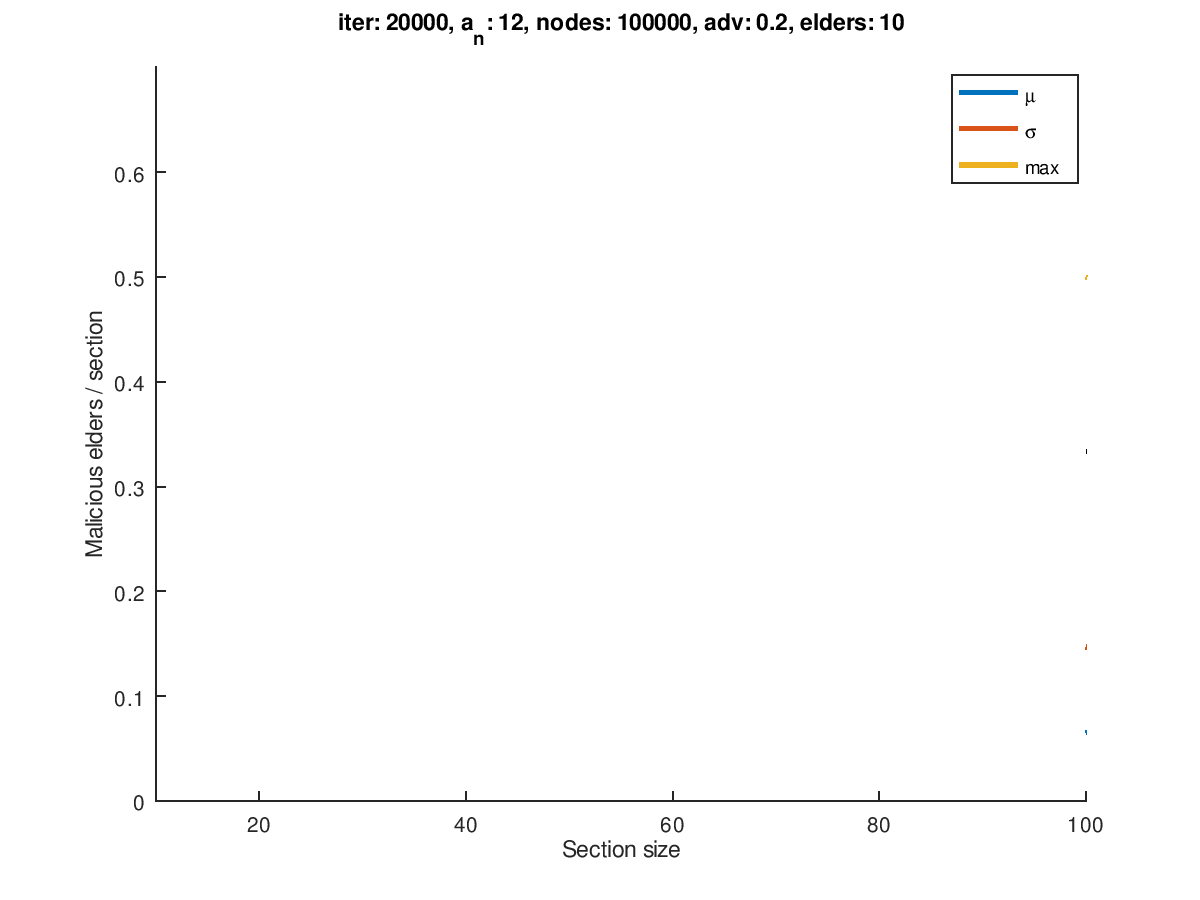 iter: 20000, a_n: 12, nodes: 100000, adv: 0.2, elders: 10
μ
σ
max
0.6
0.5
0.4
0.3
0.2
0.1
0
Malicious elders / section
20 40 60 80 100
Section size